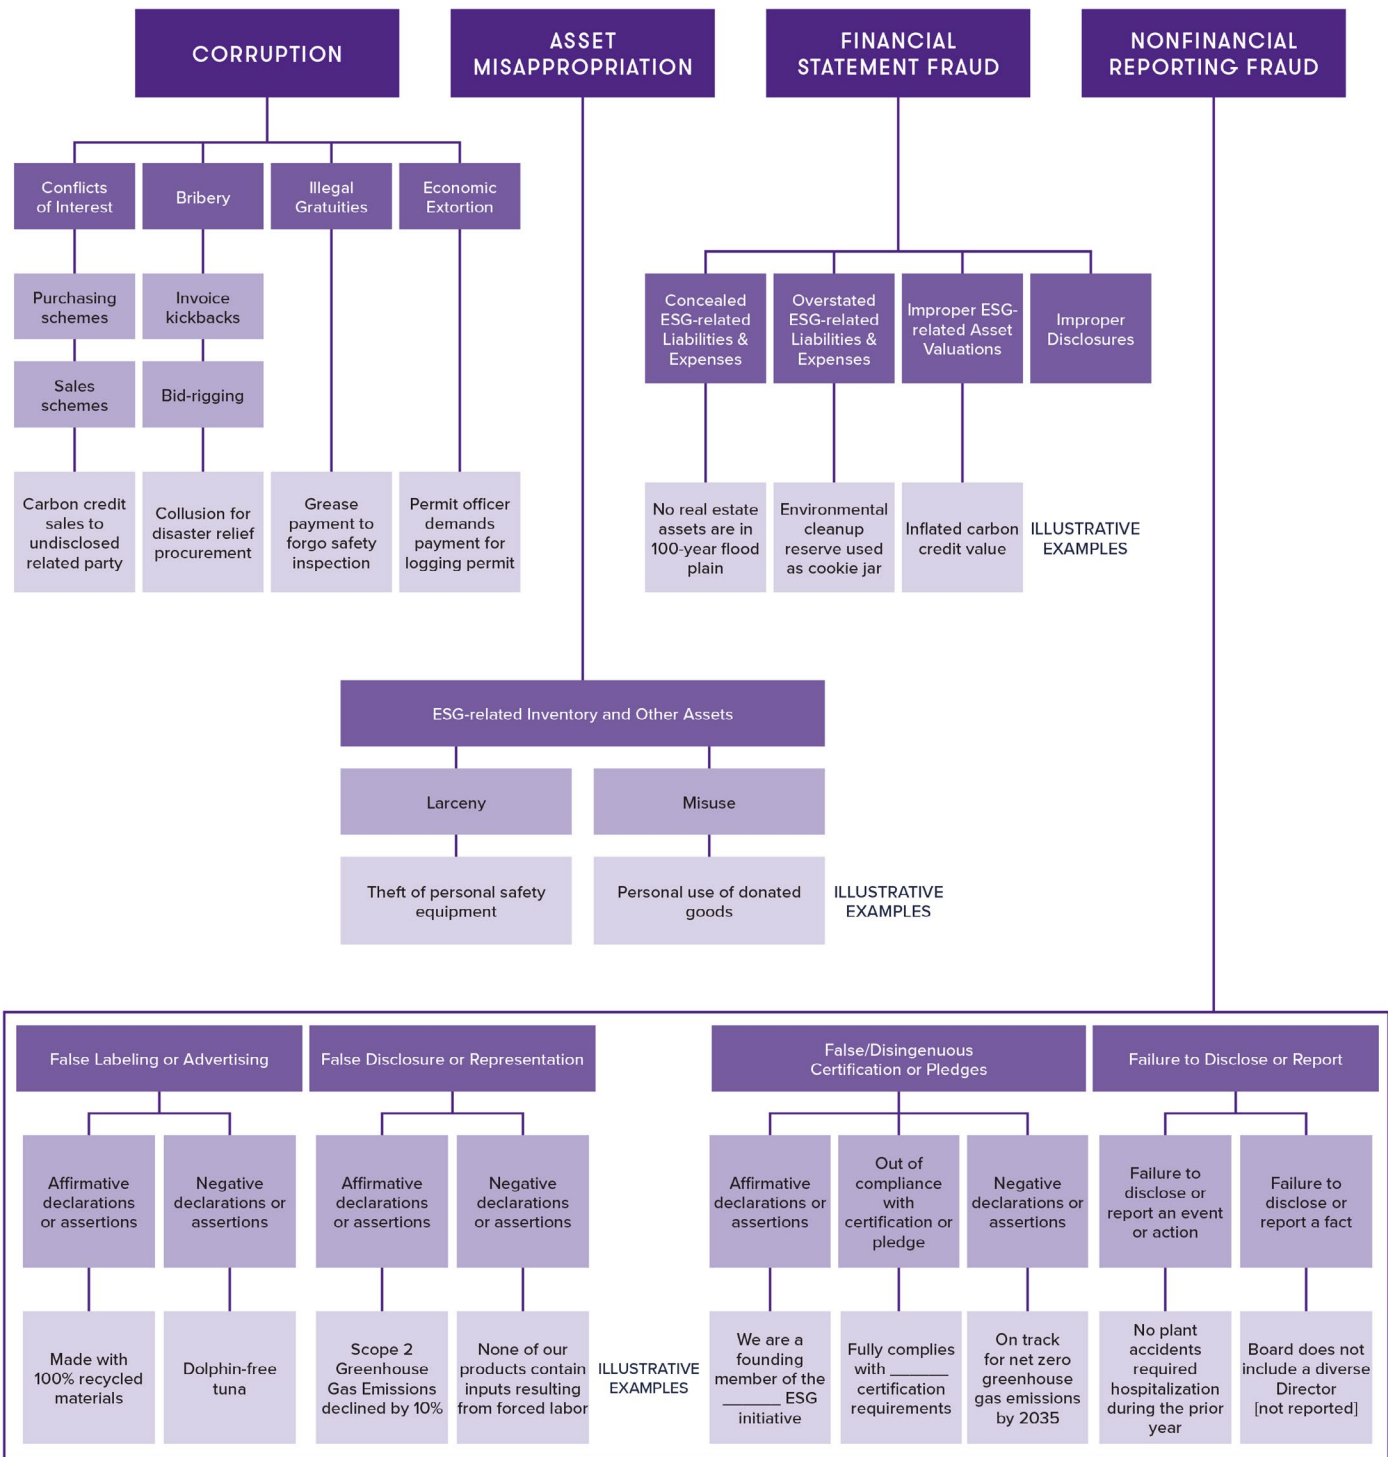 CORRUPTION
ASSET
MISAPPROPRIATION
FINANCIAL
STATEMENT FRAUD
NONFINANCIAL
REPORTING FRAUD
Conflicts
of Interest
Bribery
Illegal
Gratuities
Economic
Extortion
Purchasing
schemes
Invoice
kickbacks
Sales
schemes
Bid-rigging
Carbon credit
sales to
undisclosed
related party
Collusion for
disaster relief
procurement
Grease
payment to
forgo safety
inspection
Permit officer
demands
payment for
logging permit
Concealed
ESG-related
Liabilities &
Expenses
Overstated
ESG-related
Liabilities &
Expenses
Improper ESG-
related Asset
Valuations
Improper
Disclosures
No real estate
assets are in
100-year flood
plain
Environmental
cleanup
reserve used
as cookie jar
Inflated carbon
credit value
ILLUSTRATIVE
EXAMPLES
ESG-related Inventory and Other Assets
Larceny
Misuse
Theft of personal safety
equipment
Personal use of donated
goods
ILLUSTRATIVE
EXAMPLES
False Labeling or Advertising
False Disclosure or Representation
False/Disingenuous
Certification or Pledges
Failure to Disclose or Report
Affirmative
declarations
or assertions
Negative
declarations or
assertions
Affirmative
declarations
or assertions
Negative
declarations
or assertions
Affirmative
declarations or
assertions
Out of
compliance
with
certification or
pledge
Negative
declarations or
assertions
Failure to
disclose or
report an event
or action
Failure to
disclose or
report a fact
Made with
100% recycled
materials
Dolphin-free
tuna
Scope 2
Greenhouse
Gas Emissions
declined by 10%
None of our
products contain
inputs resulting
from forced labor
ILLUSTRATIVE
EXAMPLES
We are a
founding
member of the
______ ESG
initiative
Fully complies
with ______
certification
requirements
On track
for net zero
greenhouse
gas emissions
by 2035
No plant
accidents
required
hospitalization
during the prior
year
Board does not
include a diverse
Director
[not reported]